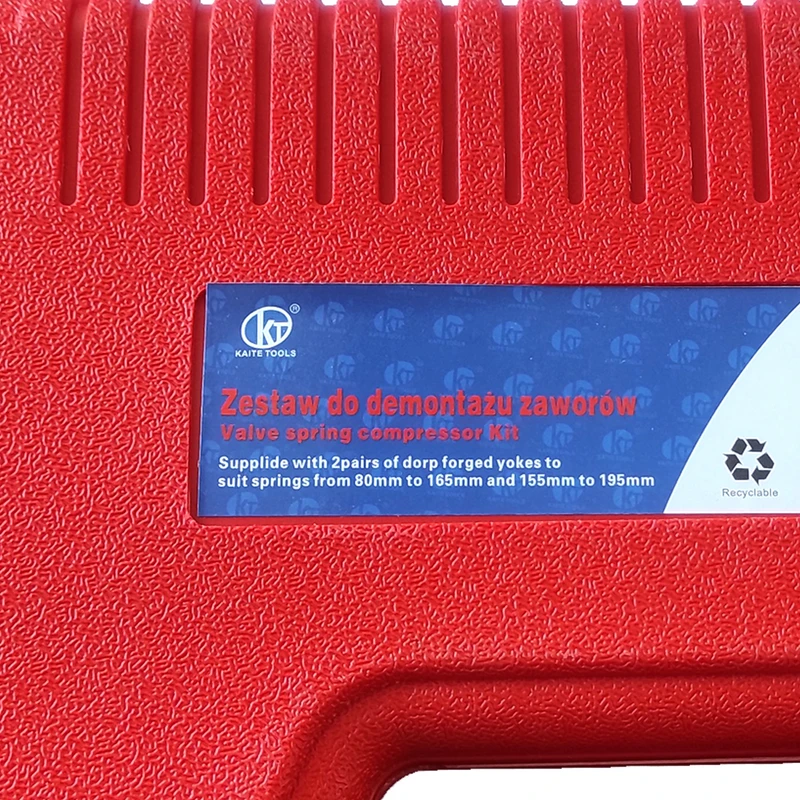 KT®
KAITE TOOLS
Zestaw do demontażu zaworów
Valve spring compressor Kit
Supplide with 2pairs of dorp forged yokes to
suit springs from 80mm to 165mm and 155mm to 195mm
Recyclable